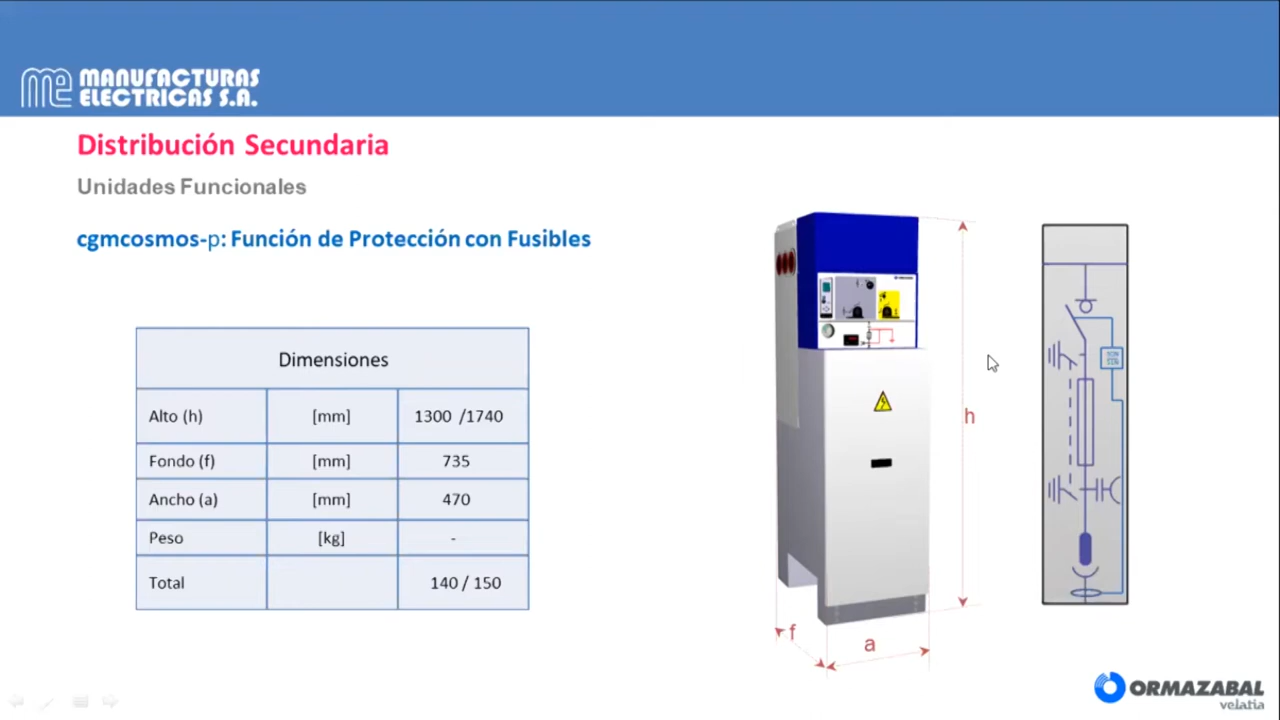 MANUFACTURAS
ELECTRICAS S.A.
Distribución Secundaria
Unidades Funcionales
cgmcosmos-p: Función de Protección con Fusibles
Dimensiones
Alto (h) [mm] 1300 /1740
Fondo (f) [mm] 735
Ancho (a) [mm] 470
Peso [kg] -
Total 140 / 150
h
f
a
ORMAZABAL
velatia